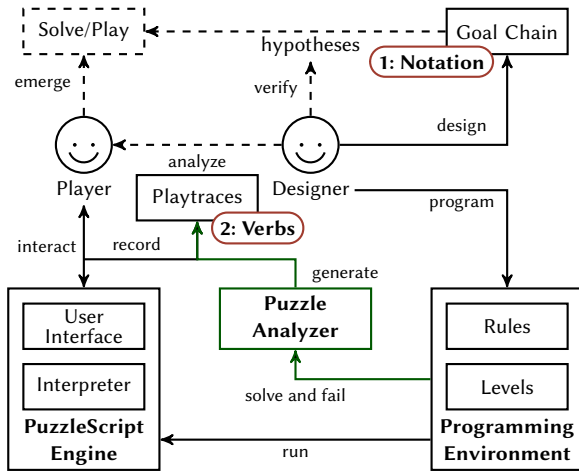 Solve/Play
hypotheses
Goal Chain
1: Notation
emerge
verify
design
analyze
Player
Playtraces
Designer
program
2: Verbs
interact
record
generate
User
Interface
Puzzle
Analyzer
Rules
Interpreter
solve and fail
Levels
PuzzleScript
Engine
run
Programming
Environment